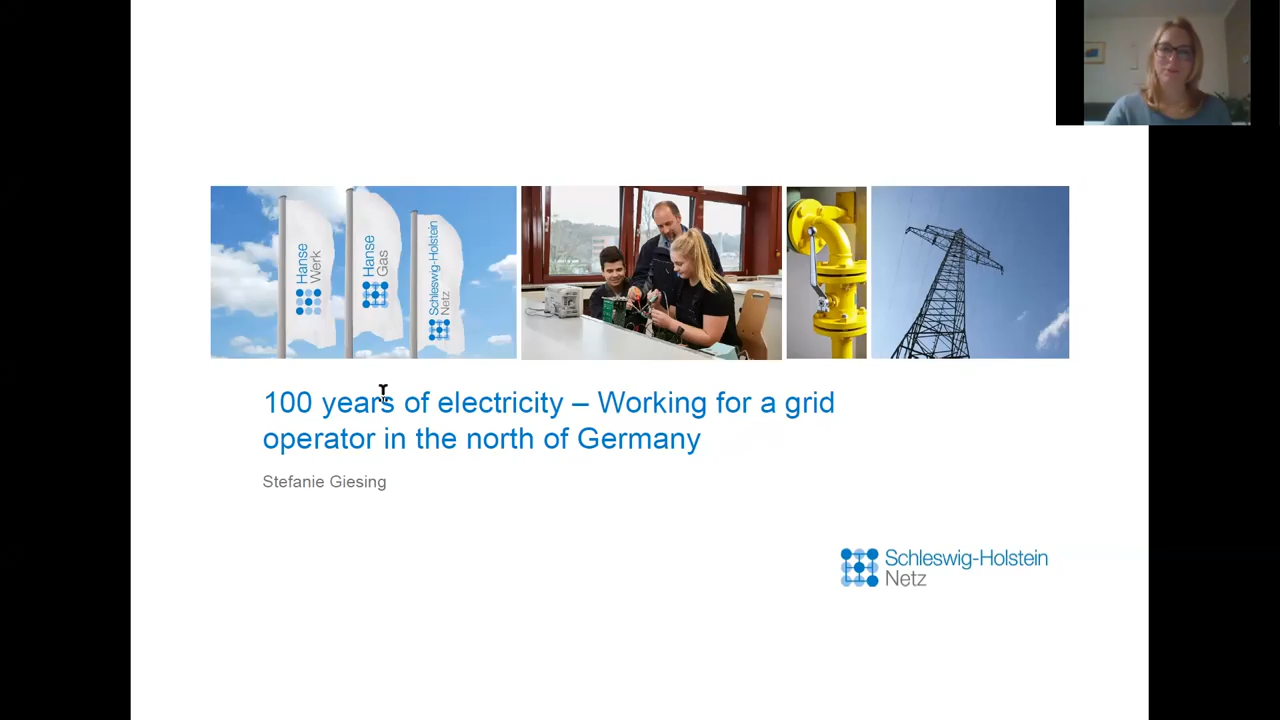 Hanse
Werk
Hanse
Gas
Schleswig-Holstein
Netz
100 years of electricity – Working for a grid
operator in the north of Germany
Stefanie Giesing
Schleswig-Holstein
Netz